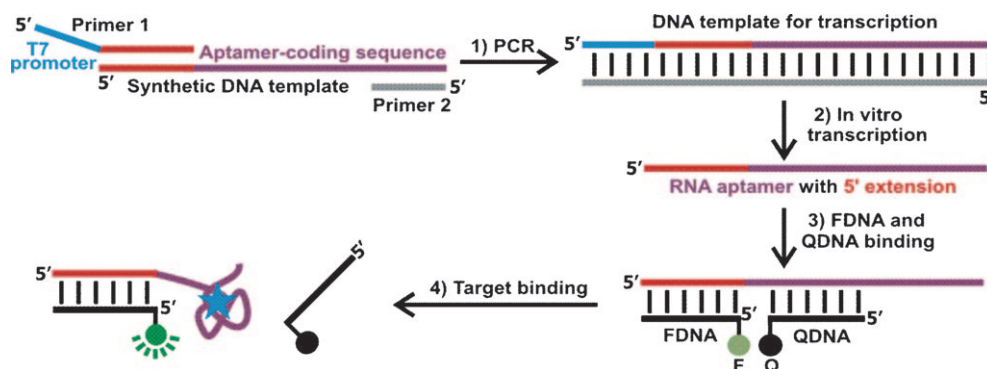 5' Primer 1
T7
promoter
Aptamer-coding sequence
5' Synthetic DNA template 5'
Primer 2
1) PCR
DNA template for transcription
5'
5'
2) In vitro
transcription
5'
RNA aptamer with 5' extension
3) FDNA and
QDNA binding
5'
5' 5'
FDNA QDNA
F Q
4) Target binding
5'
5'
5'